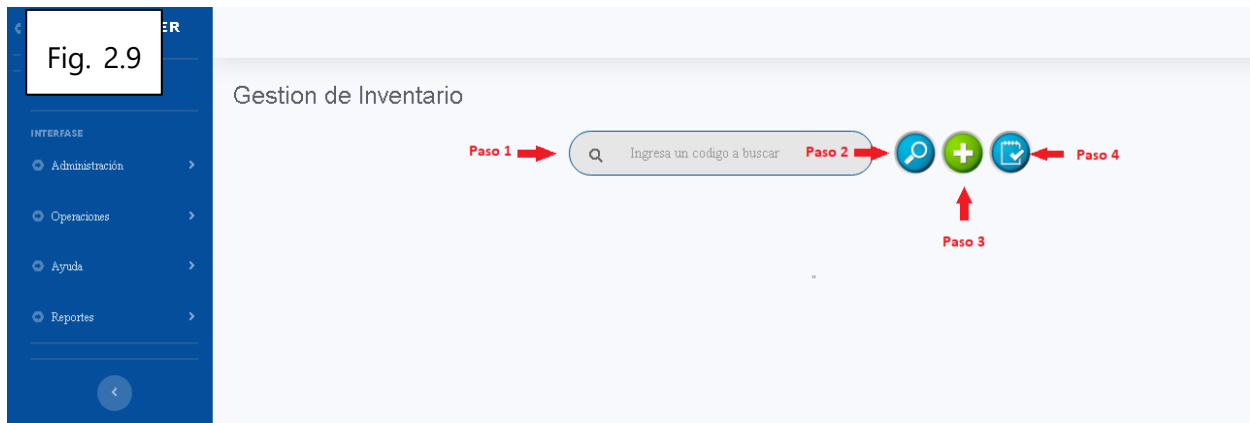 ER
Fig. 2.9
Gestion de Inventario
INTERFASE
Paso 1
Ingresa un codigo a buscar
Paso 2
Paso 4
Administración
Operaciones
Paso 3
Ayuda
Reportes